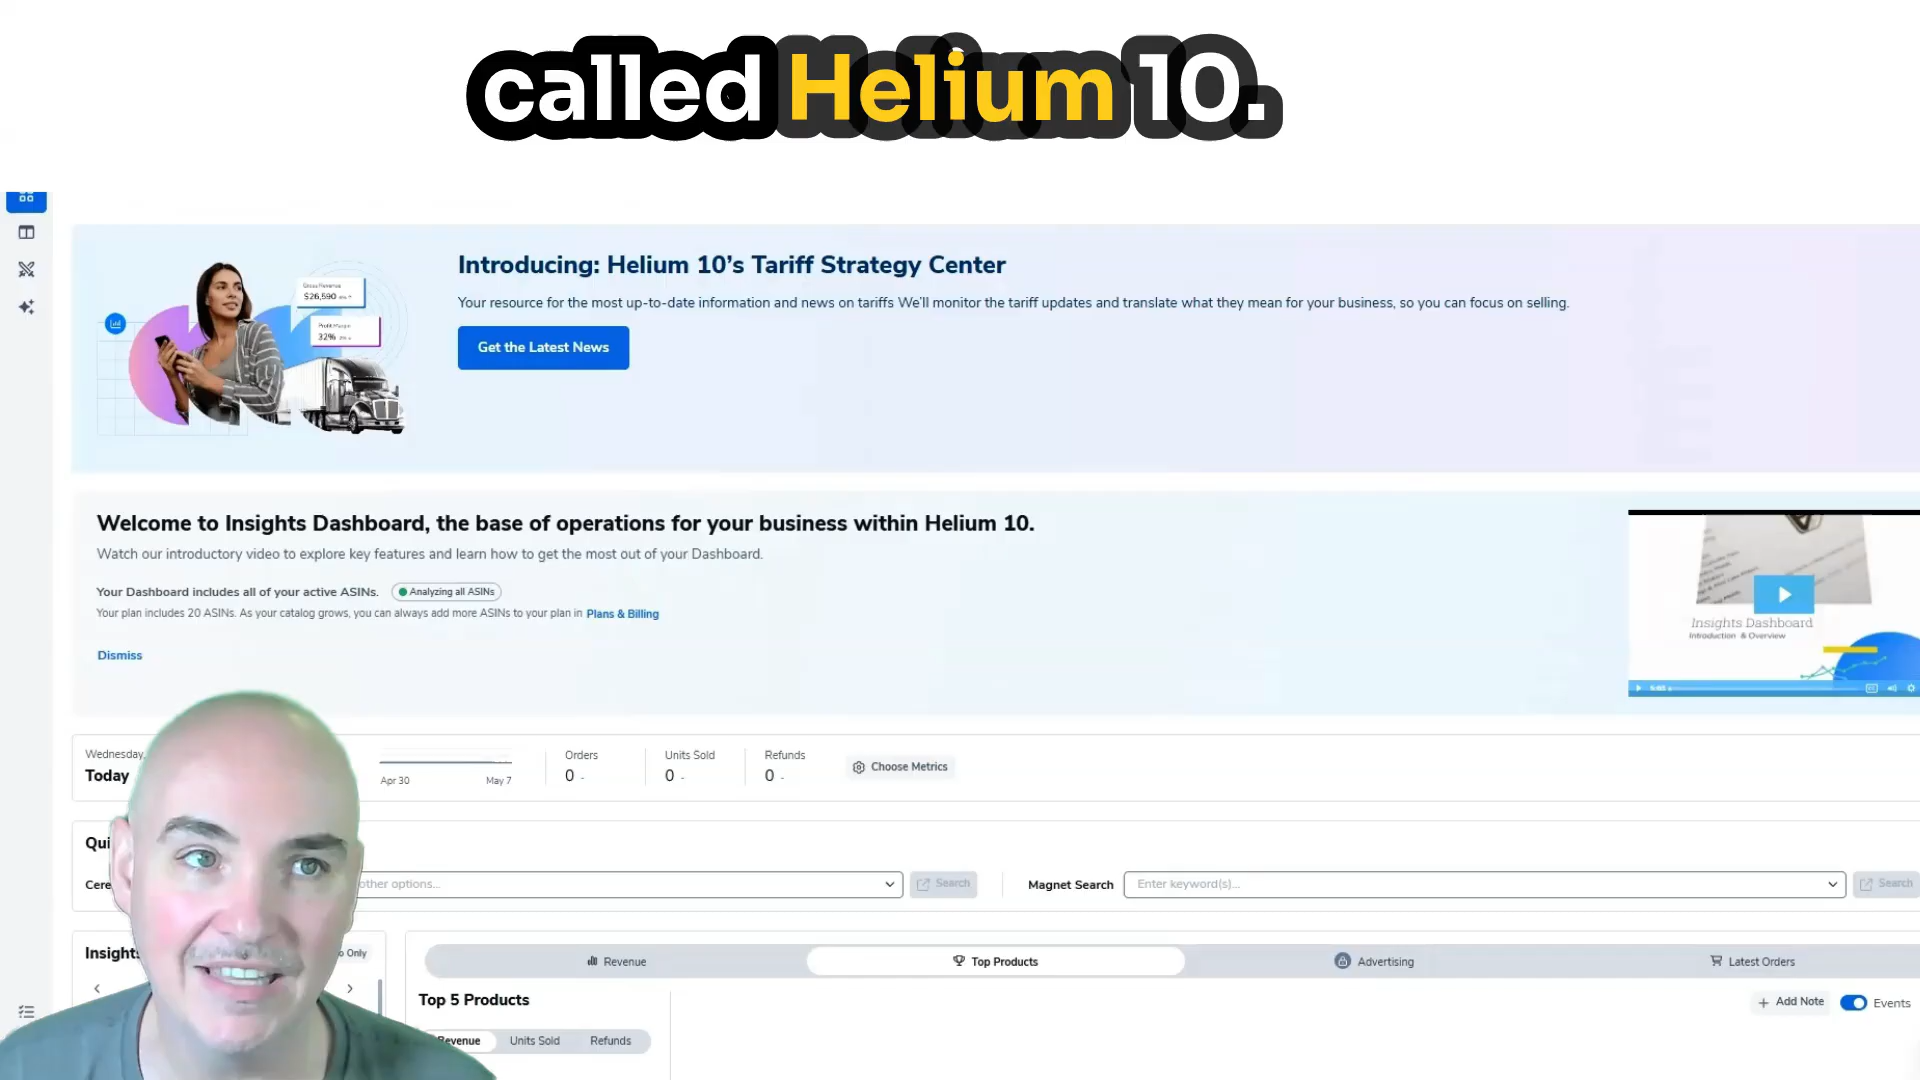 called Helium 10.
Introducing: Helium 10's Tariff Strategy Center
Your resource for the most up-to-date information and news on tariffs We'll monitor the tariff updates and translate what they mean for your business, so you can focus on selling.
Get the Latest News
Gross Revenue
$26,590
Profit Margin
32%
Welcome to Insights Dashboard, the base of operations for your business within Helium 10.
Watch our introductory video to explore key features and learn how to get the most out of your Dashboard.
Your Dashboard includes all of your active ASINs. Analyzing all ASINs
Your plan includes 20 ASINs. As your catalog grows, you can always add more ASINs to your plan in Plans & Billing
Dismiss
Insights Dashboard
Introduction & Overview
Wednesday,
Today
Apr 30 May 7
Orders
0 -
Units Sold
0 -
Refunds
0 -
Choose Metrics
Qui
Cere
other options...
Search
Magnet Search
Enter keyword(s)...
Search
Insights
Only
Revenue
Top Products
Advertising
Latest Orders
Top 5 Products
Add Note
Events
Revenue
Units Sold
Refunds